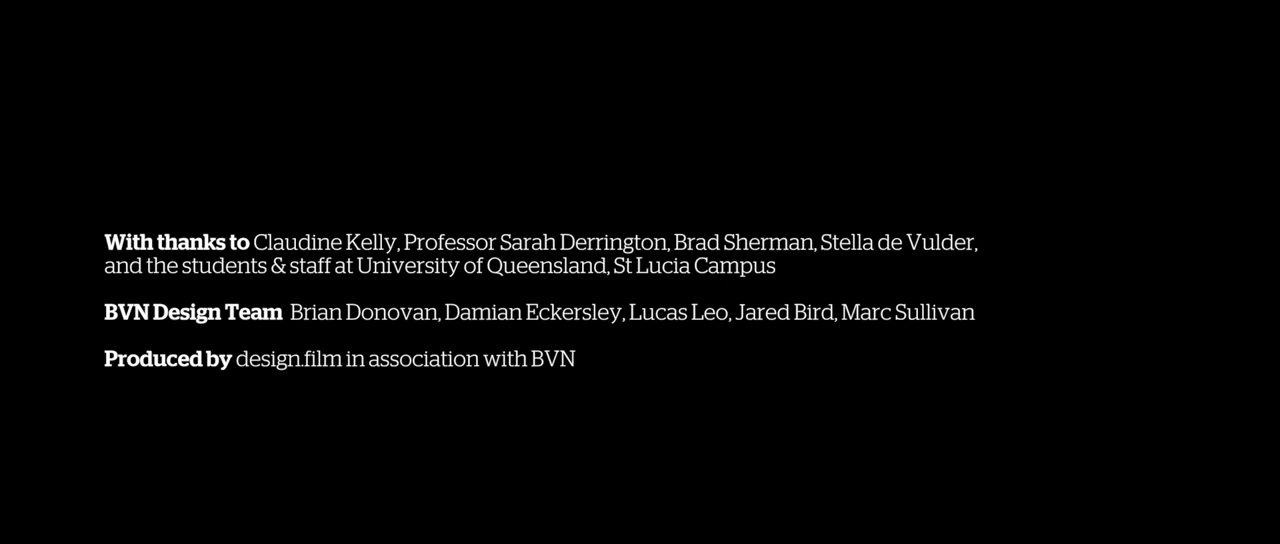 With thanks to Claudine Kelly, Professor Sarah Derrington, Brad Sherman, Stella de Vulder,
and the students & staff at University of Queensland, St Lucia Campus
BVN Design Team Brian Donovan, Damian Eckersley, Lucas Leo, Jared Bird, Marc Sullivan
Produced by design.film in association with BVN